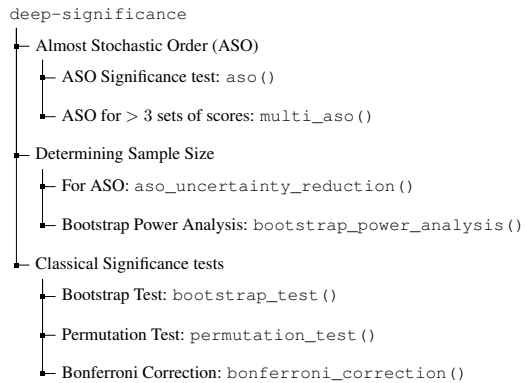 deep-significance
Almost Stochastic Order (ASO)
ASO Significance test: aso()
ASO for > 3 sets of scores: multi_aso()
Determining Sample Size
For ASO: aso_uncertainty_reduction()
Bootstrap Power Analysis: bootstrap_power_analysis()
Classical Significance tests
Bootstrap Test: bootstrap_test()
Permutation Test: permutation_test()
Bonferroni Correction: bonferroni_correction()